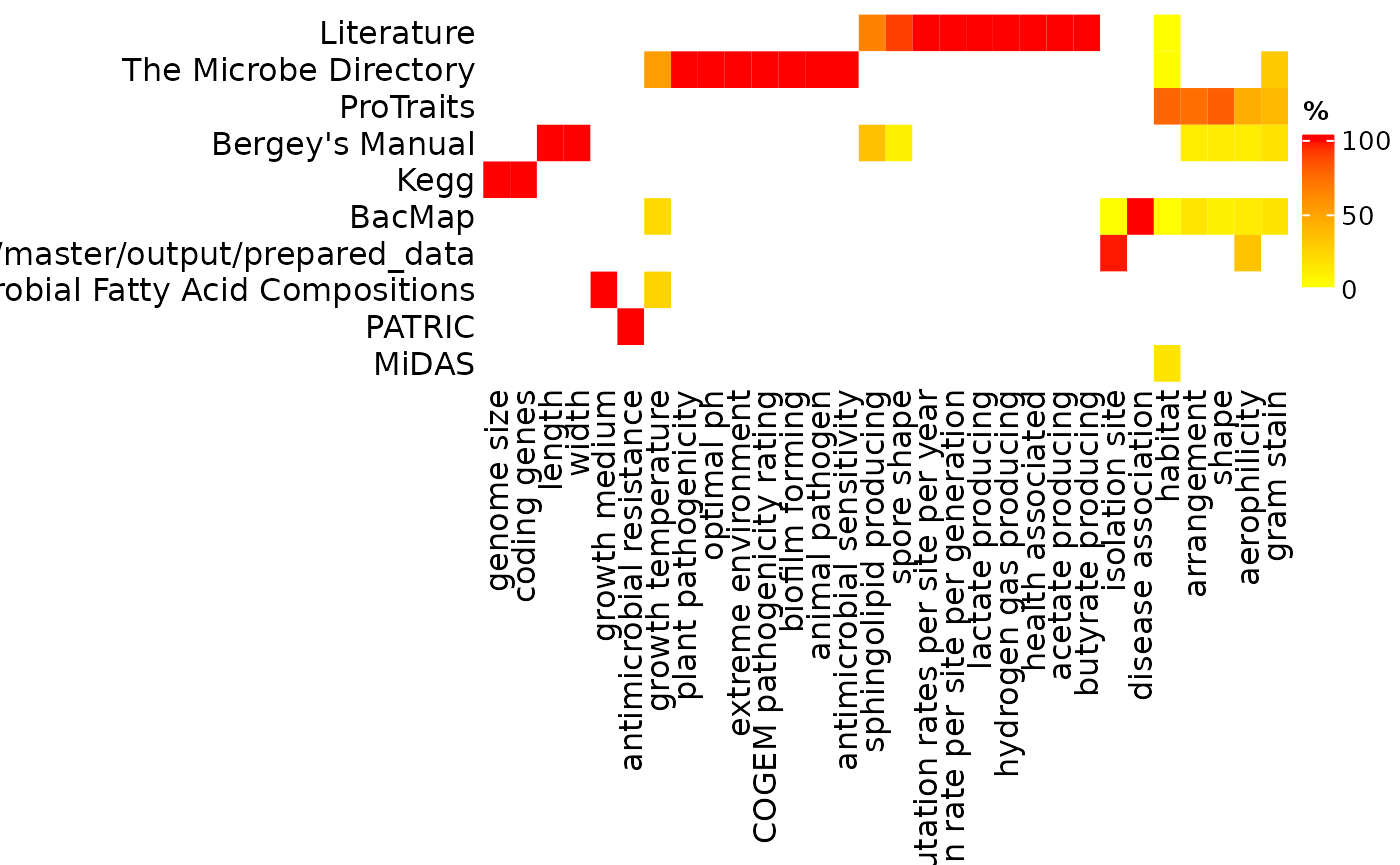 Literature
The Microbe Directory
ProTraits
Bergey's Manual
Kegg
BacMap
/master/output/prepared_data
Fatty Acid Compositions
PATRIC
MiDAS
%
100
50
0
genome size
coding genes
length
width
growth medium
antimicrobial resistance
growth temperature
plant pathogenicity
optimal ph
extreme environment
COGEM pathogenicity rating
biofilm forming
animal pathogen
antimicrobial sensitivity
sphingolipid producing
spore shape
rates per site per year
rate per site per generation
lactate producing
hydrogen gas producing
health associated
acetate producing
butyrate producing
isolation site
disease association
habitat
arrangement
shape
aerophilicity
gram stain